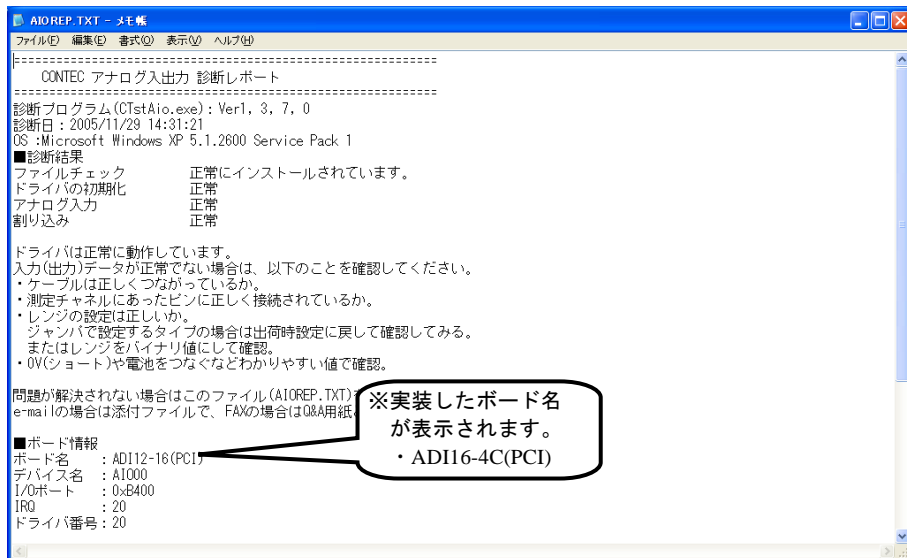 AIOREP.TXT - メモ帳
ファイル(F) 編集(E) 書式(O) 表示(V) ヘルプ(H)
============================================================
CONTEC アナログ入出力 診断レポート
============================================================
診断プログラム(CTstAio.exe) : Ver1, 3, 7, 0
診断日 : 2005/11/29 14:31:21
OS :Microsoft Windows XP 5.1.2600 Service Pack 1
■診断結果
ファイルチェック 正常にインストールされています。
ドライバの初期化 正常
アナログ入力 正常
割り込み 正常
ドライバは正常に動作しています。
入力(出力)データが正常でない場合は、以下のことを確認してください。
・ケーブルは正しくつながっているか。
・測定チャネルにあったピンに正しく接続されているか。
・レンジの設定は正しいか。
ジャンパで設定するタイプの場合は出荷時設定に戻して確認してみる。
またはレンジをバイナリ値にして確認。
・0V(ショート)や電池をつなぐなどわかりやすい値で確認。
問題が解決されない場合はこのファイル(AIOREP.TXT)
e-mailの場合は添付ファイルで、FAXの場合はQ&A用紙
※実装したボード名
が表示されます。
・ADI16-4C(PCI)
■ボード情報
ボード名 : ADI12-16(PCI)
デバイス名 : AIO00
I/Oポート : 0xB400
IRQ : 20
ドライバ番号 : 20